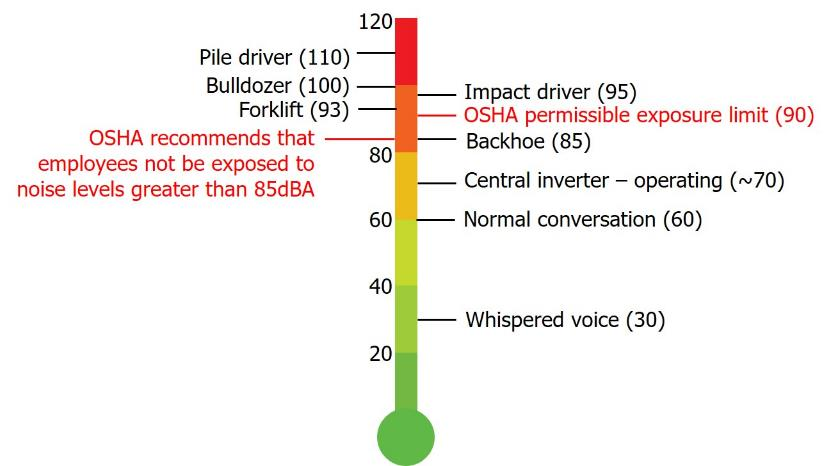 120
Pile driver (110)
Bulldozer (100)
Impact driver (95)
Forklift (93)
OSHA permissible exposure limit (90)
OSHA recommends that
employees not be exposed to
noise levels greater than 85dBA
Backhoe (85)
80
Central inverter – operating (~70)
60
Normal conversation (60)
40
Whispered voice (30)
20